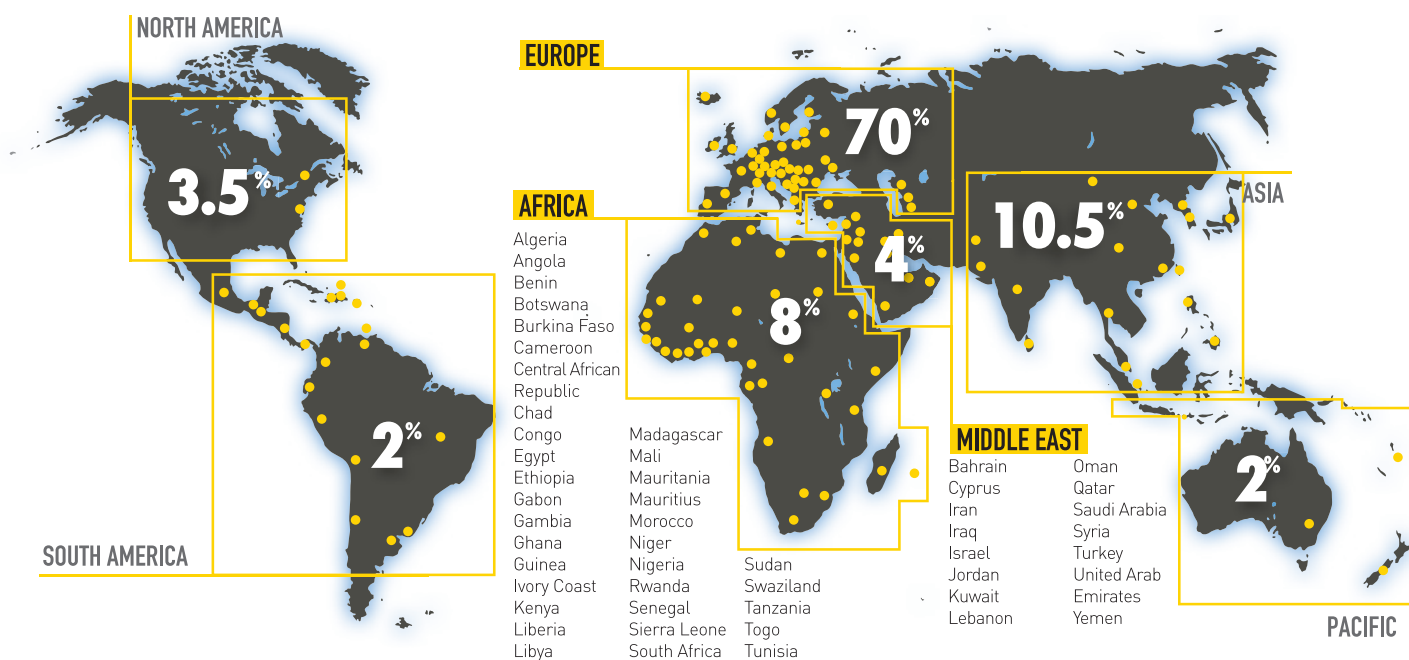 NORTH AMERICA
3.5%
SOUTH AMERICA
2%
EUROPE
70%
AFRICA
8%
Algeria
Angola
Benin
Botswana
Burkina Faso
Cameroon
Central African
Republic
Chad
Congo
Egypt
Ethiopia
Gabon
Gambia
Ghana
Guinea
Ivory Coast
Kenya
Liberia
Libya
Madagascar
Mali
Mauritania
Mauritius
Morocco
Niger
Nigeria
Rwanda
Senegal
Sierra Leone
South Africa
Sudan
Swaziland
Tanzania
Togo
Tunisia
4%
MIDDLE EAST
Bahrain
Cyprus
Iran
Iraq
Israel
Jordan
Kuwait
Lebanon
Oman
Qatar
Saudi Arabia
Syria
Turkey
United Arab
Emirates
Yemen
ASIA
10.5%
2%
PACIFIC